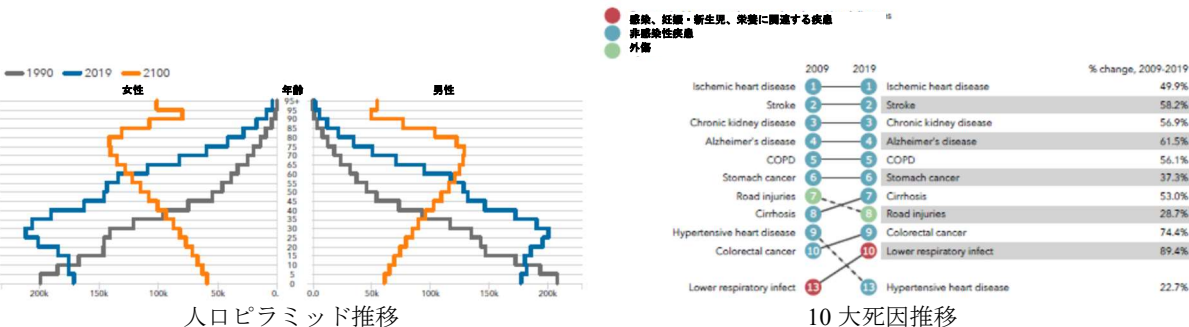 1990 2019 2100
女性 年齢 男性
95+
95
90
85
80
75
70
65
60
55
50
45
40
35
30
25
20
15
10
5
0
200k 150k 100k 50k 0. 0.0 50k 100k 150k 200k
人口ピラミッド推移
感染、妊娠・新生児、栄養に関連する疾患
非感染性疾患
外傷
2009 2019 % change, 2009-2019
Ischemic heart disease 1 1 Ischemic heart disease 49.9%
Stroke 2 2 Stroke 58.2%
Chronic kidney disease 3 3 Chronic kidney disease 56.9%
Alzheimer's disease 4 4 Alzheimer's disease 61.5%
COPD 5 5 COPD 56.1%
Stomach cancer 6 6 Stomach cancer 37.3%
Road injuries 7 7 Cirrhosis 53.0%
Cirrhosis 8 8 Road injuries 28.7%
Hypertensive heart disease 9 9 Colorectal cancer 74.4%
Colorectal cancer 10 10 Lower respiratory infect 89.4%
Lower respiratory infect 13 13 Hypertensive heart disease 22.7%
10 大死因推移